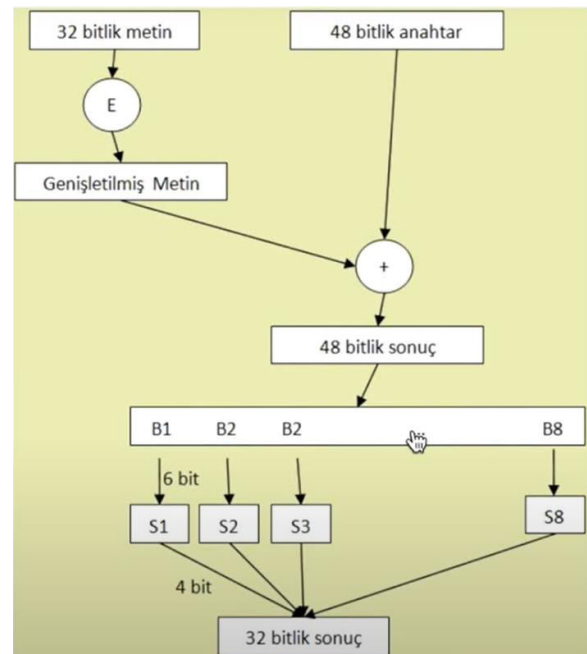 32 bitlik metin
48 bitlik anahtar
E
Genişletilmiş Metin
+
48 bitlik sonuç
B1 B2 B2 B8
6 bit
S1 S2 S3 S8
4 bit
32 bitlik sonuç